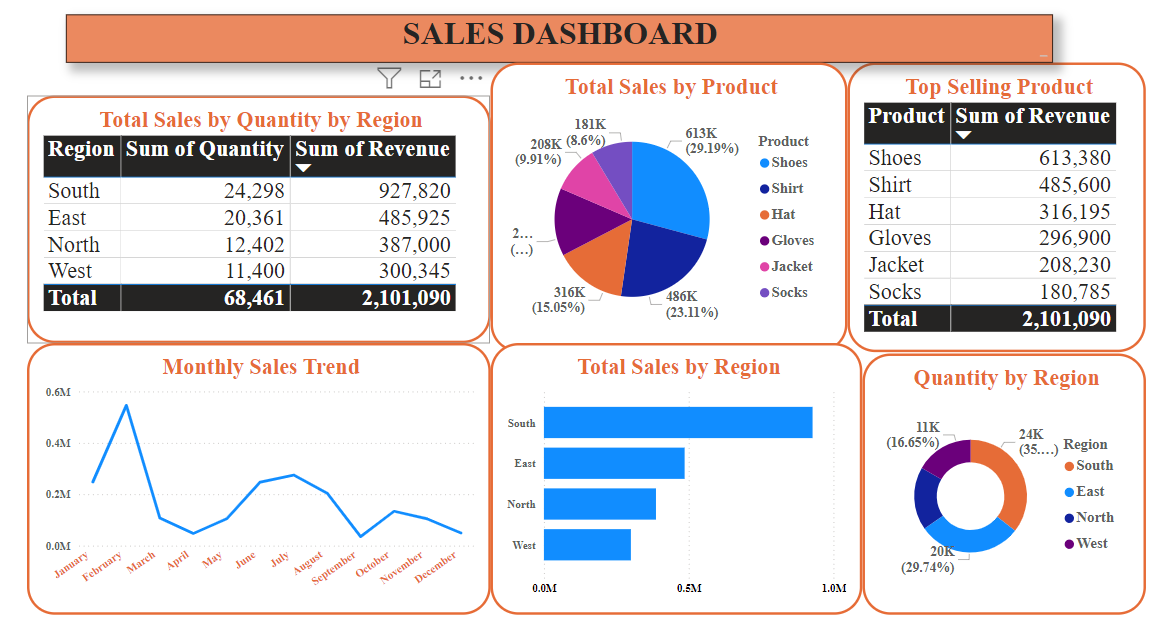 SALES DASHBOARD
Total Sales by Quantity by Region
Region Sum of Quantity Sum of Revenue
South 24,298 927,820
East 20,361 485,925
North 12,402 387,000
West 11,400 300,345
Total 68,461 2,101,090
Total Sales by Product
181K
(8.6%)
208K
(9.91%)
2...
(...)
316K
(15.05%)
486K
(23.11%)
613K
(29.19%)
Product
Shoes
Shirt
Hat
Gloves
Jacket
Socks
Top Selling Product
Product Sum of Revenue
Shoes 613,380
Shirt 485,600
Hat 316,195
Gloves 296,900
Jacket 208,230
Socks 180,785
Total 2,101,090
Monthly Sales Trend
0.6M
0.4M
0.2M
0.0M
January
February
March
April
May
June
July
August
September
October
November
December
Total Sales by Region
South
East
North
West
0.0M 0.5M 1.0M
Quantity by Region
11K
(16.65%)
24K
(35....)
20K
(29.74%)
Region
South
East
North
West